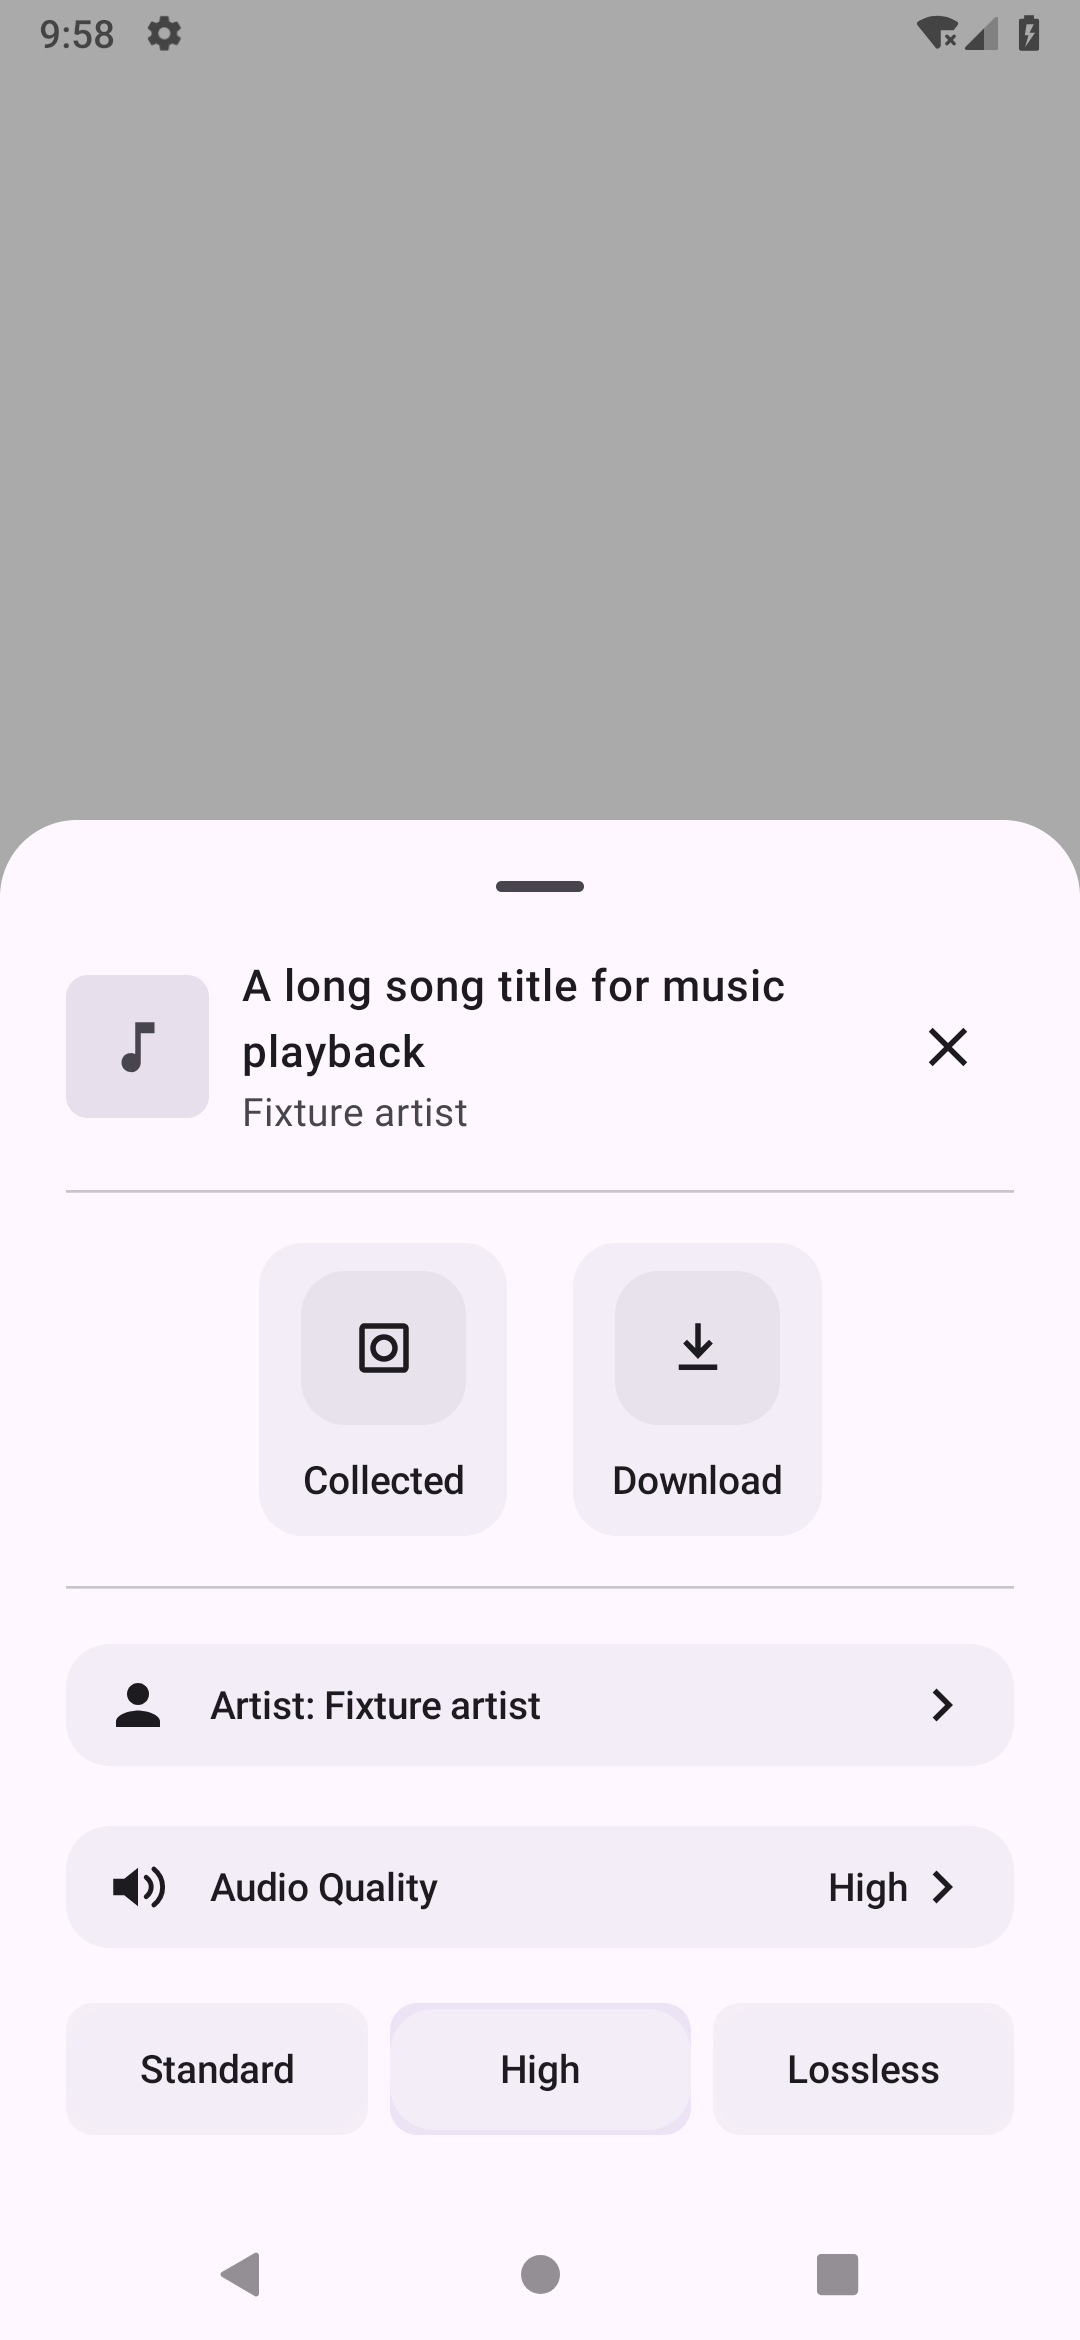 9:58
A long song title for music
playback
Fixture artist
Collected
Download
Artist: Fixture artist
Audio Quality
High
Standard
High
Lossless